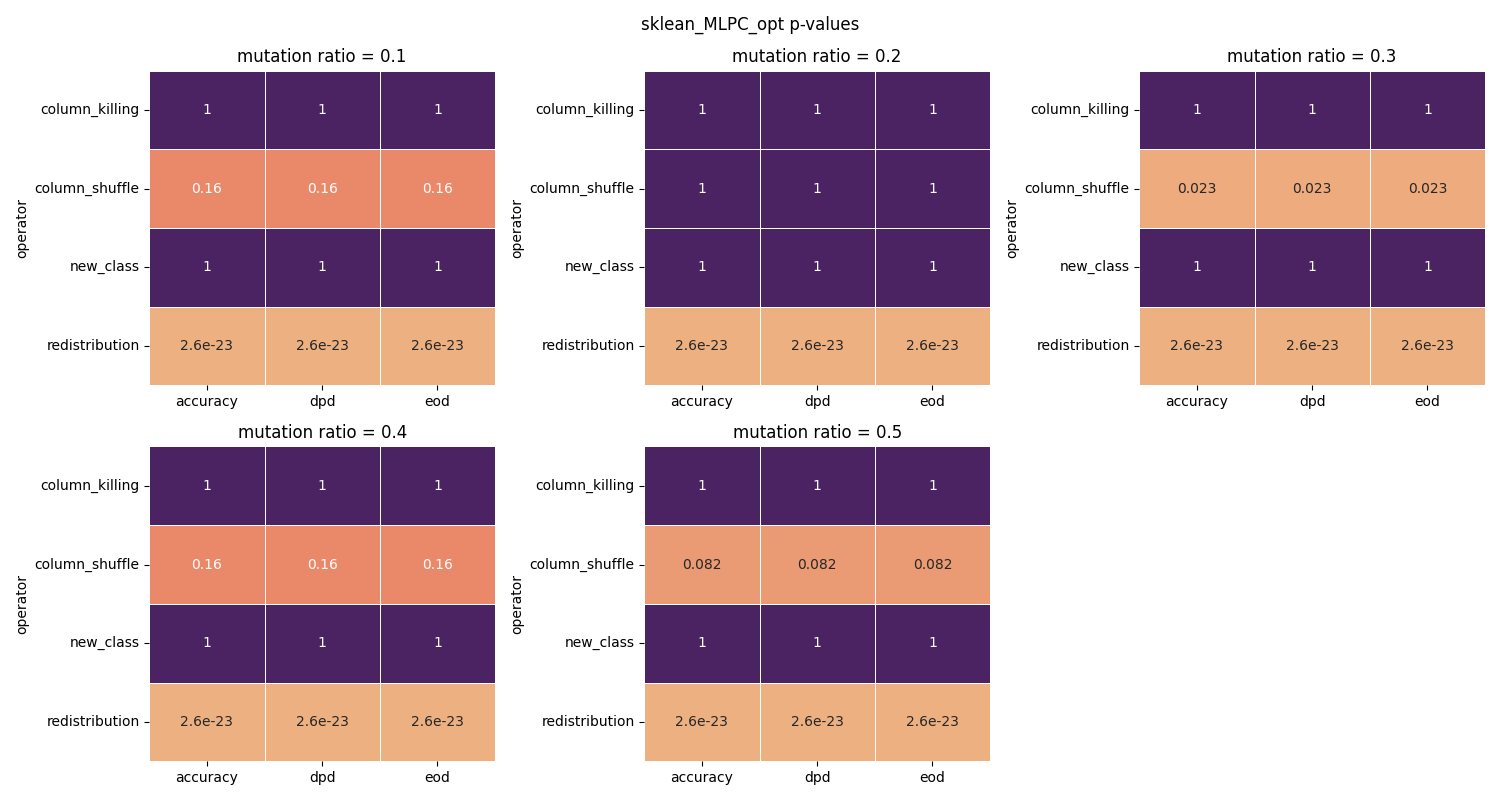 sklean_MLPC_opt p-values
mutation ratio = 0.1
operator
column_killing 1 1 1
column_shuffle 0.16 0.16 0.16
new_class 1 1 1
redistribution 2.6e-23 2.6e-23 2.6e-23
accuracy dpd eod
mutation ratio = 0.2
operator
column_killing 1 1 1
column_shuffle 1 1 1
new_class 1 1 1
redistribution 2.6e-23 2.6e-23 2.6e-23
accuracy dpd eod
mutation ratio = 0.3
operator
column_killing 1 1 1
column_shuffle 0.023 0.023 0.023
new_class 1 1 1
redistribution 2.6e-23 2.6e-23 2.6e-23
accuracy dpd eod
mutation ratio = 0.4
operator
column_killing 1 1 1
column_shuffle 0.16 0.16 0.16
new_class 1 1 1
redistribution 2.6e-23 2.6e-23 2.6e-23
accuracy dpd eod
mutation ratio = 0.5
operator
column_killing 1 1 1
column_shuffle 0.082 0.082 0.082
new_class 1 1 1
redistribution 2.6e-23 2.6e-23 2.6e-23
accuracy dpd eod